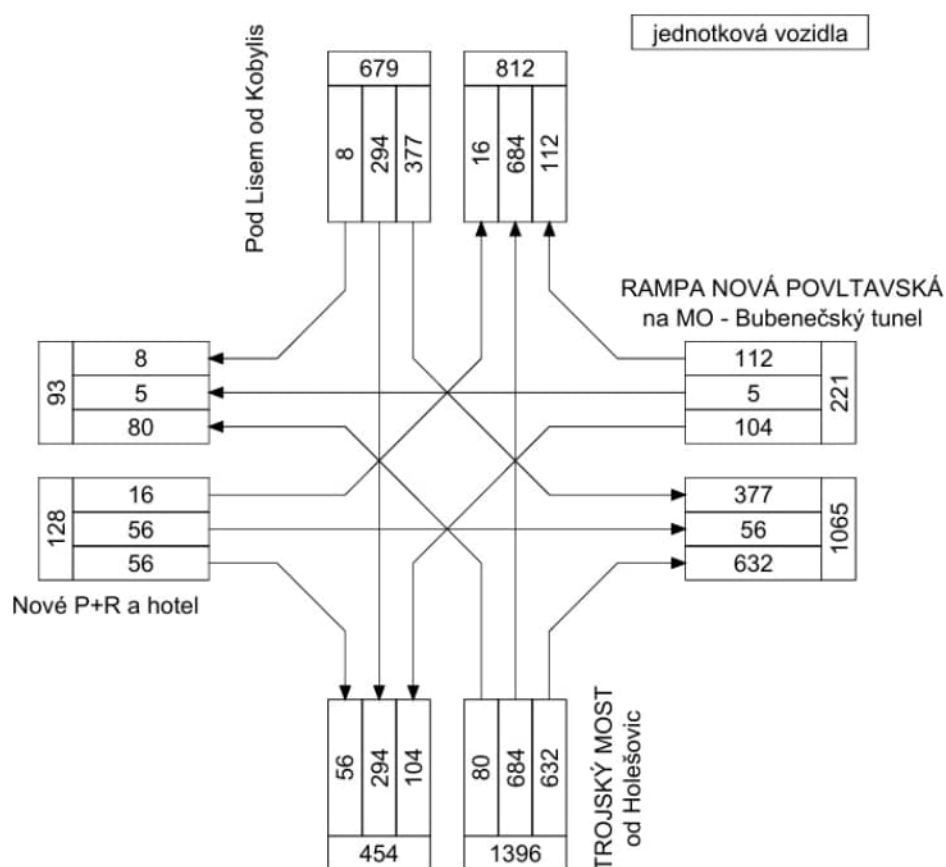 jednotková vozidla
Pod Lisem od Kobylis
679
8 294 377
812
16 684 112
RAMPA NOVÁ POVLTAVSKÁ
na MO - Bubenečský tunel
93
8
5
80
112
5
104
221
128
16
56
56
377
56
632
1065
Nové P+R a hotel
56 294 104
454
80 684 632
1396
TROJSKÝ MOST
od Holešovic